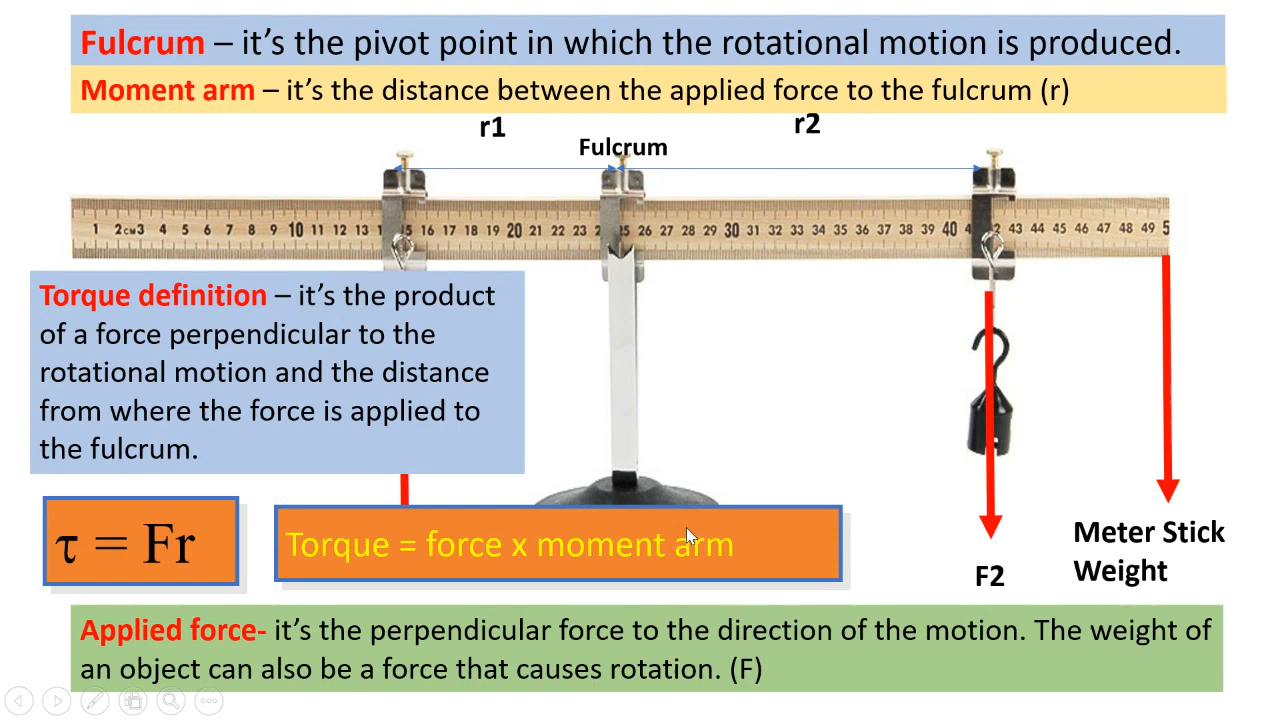 Fulcrum – it’s the pivot point in which the rotational motion is produced.
Moment arm – it’s the distance between the applied force to the fulcrum (r)
r1
r2
Fulcrum
1 2CM3 4 5 6 7 8 9 10 11 12 13 1 15 16 17 18 19 20 21 22 23 2 25 26 27 28 29 30 31 32 33 34 35 36 37 38 39 40 4 2 43 44 45 46 47 48 49 5
Torque definition – it’s the product
of a force perpendicular to the
rotational motion and the distance
from where the force is applied to
the fulcrum.
τ = Fr
Torque = force x moment arm
F2
Meter Stick
Weight
Applied force- it’s the perpendicular force to the direction of the motion. The weight of
an object can also be a force that causes rotation. (F)